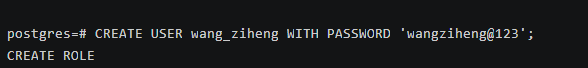 postgres=# CREATE USER wang_ziheng WITH PASSWORD 'wangziheng@123';
CREATE ROLE